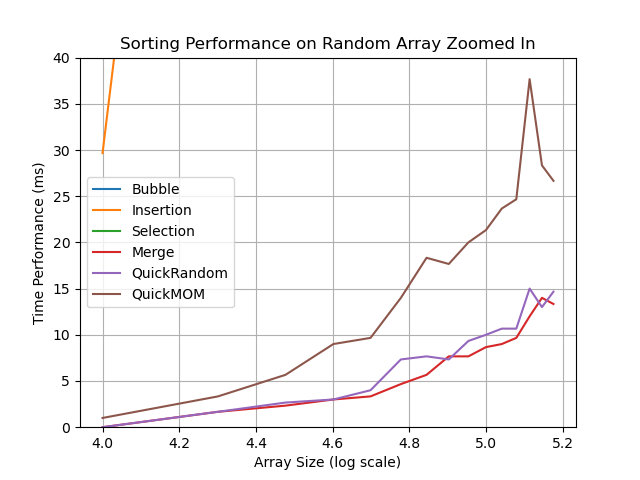 Sorting Performance on Random Array Zoomed In
Time Performance (ms)
40
35
30
25
20
15
10
5
0
Bubble
Insertion
Selection
Merge
QuickRandom
QuickMOM
4.0 4.2 4.4 4.6 4.8 5.0 5.2
Array Size (log scale)